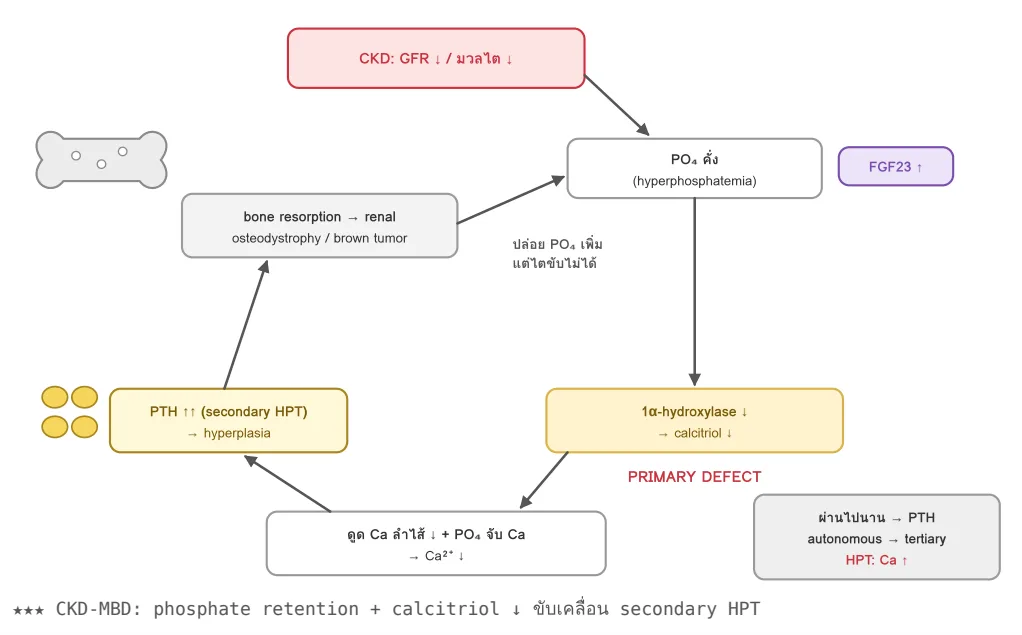 CKD: GFR ↓ / มวลไต ↓
PO₄ คั่ง
(hyperphosphatemia)
FGF23 ↑
bone resorption → renal
osteodystrophy / brown tumor
ปล่อย PO₄ เพิ่ม
แต่ไตขับไม่ได้
PTH ↑↑ (secondary HPT)
→ hyperplasia
1α-hydroxylase ↓
→ calcitriol ↓
PRIMARY DEFECT
ดูด Ca ลำไส้ ↓ + PO₄ จับ Ca
→ Ca²⁺ ↓
ผ่านไปนาน → PTH
autonomous → tertiary
HPT: Ca ↑
★★★ CKD-MBD: phosphate retention + calcitriol ↓ ขับเคลื่อน secondary HPT